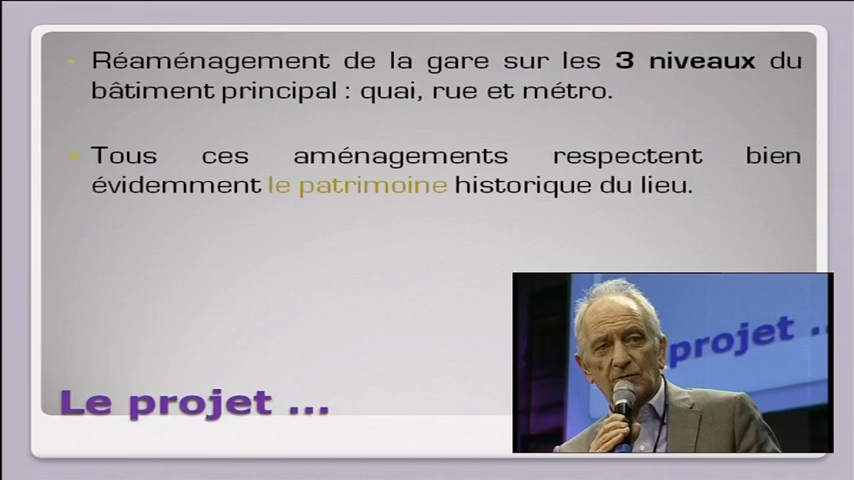 Réaménagement de la gare sur les 3 niveaux du
bâtiment principal : quai, rue et métro.
Tous ces aménagements respectent bien
évidemment le patrimoine historique du lieu.
Le projet ...
projet ..